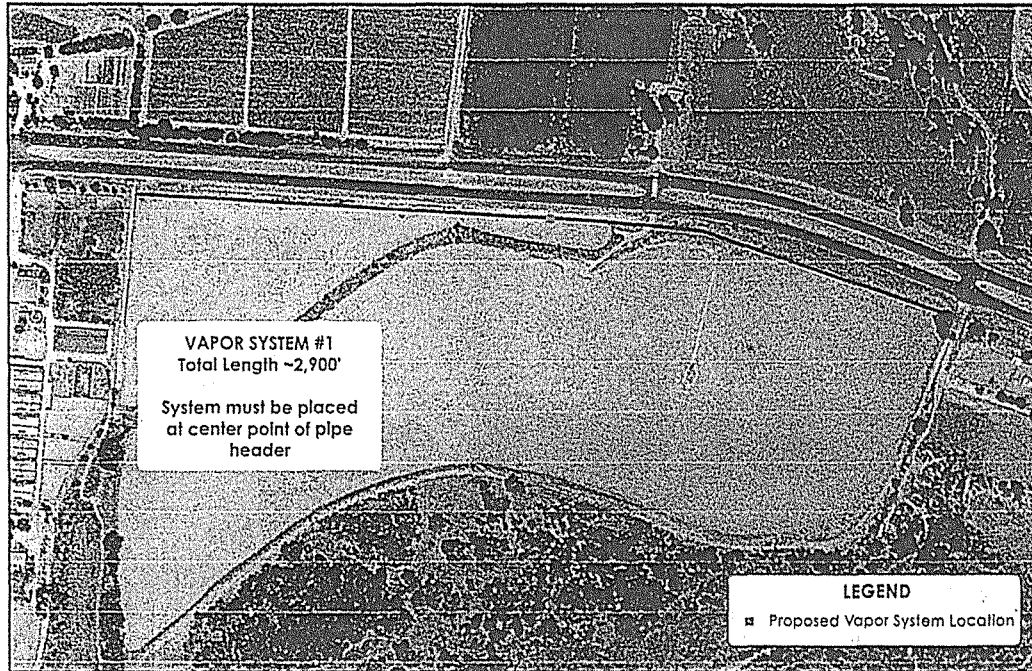 VAPOR SYSTEM #1
Total Length ~2,900'
System must be placed
at center point of pipe
header
LEGEND
Proposed Vapor System Location